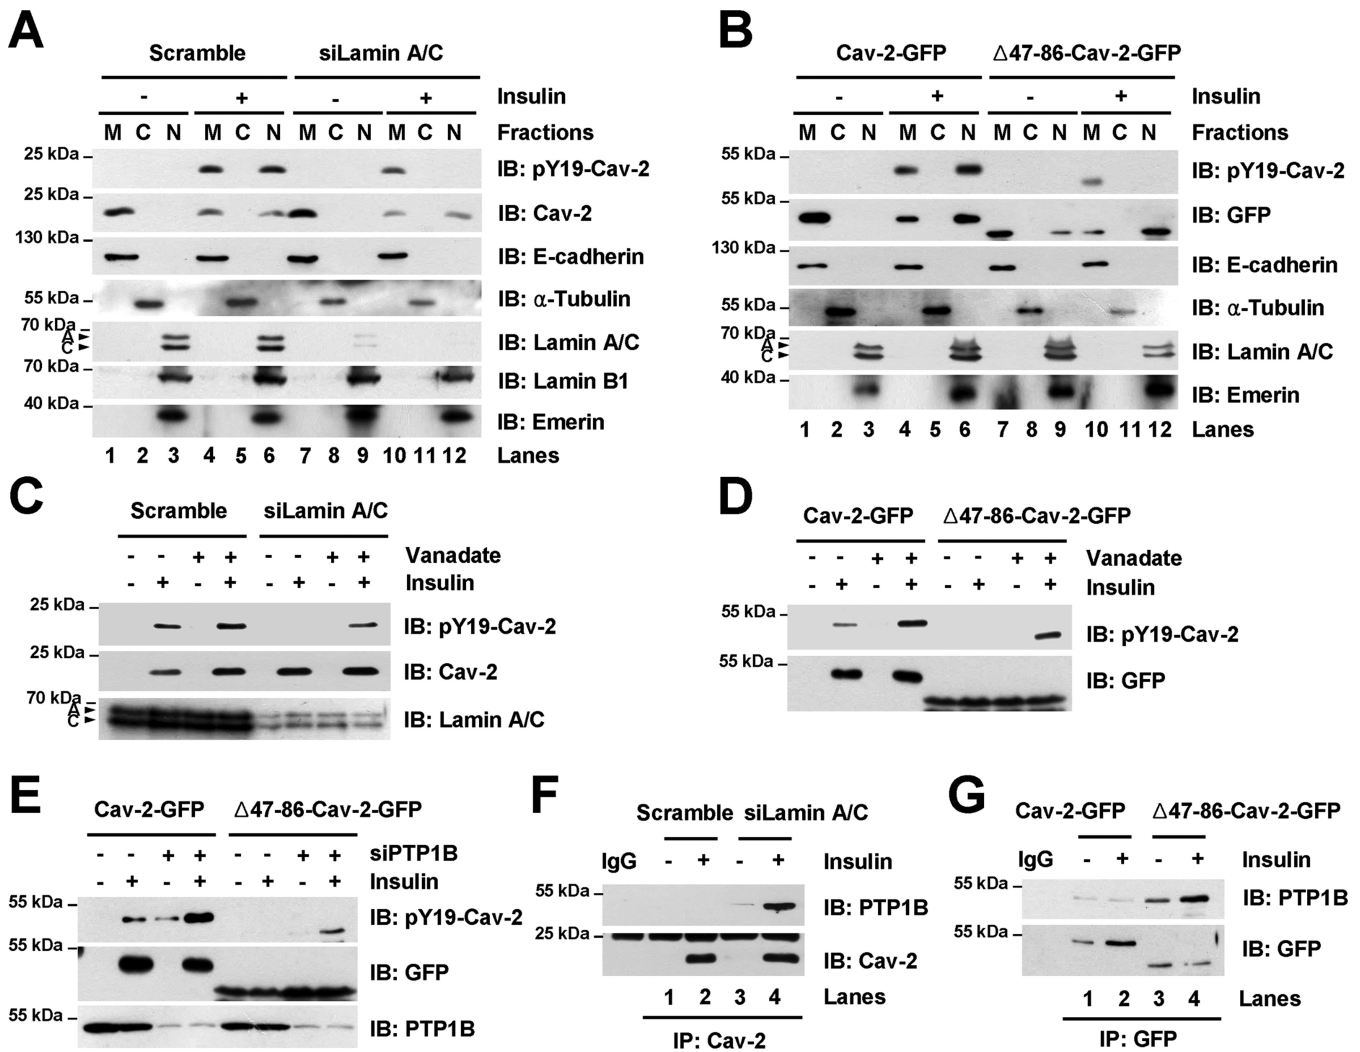 A
Scramble siLamin A/C
- + - + Insulin
M C N M C N M C N M C N Fractions
25 kDa IB: pY19-Cav-2
25 kDa IB: Cav-2
130 kDa IB: E-cadherin
55 kDa IB: α-Tubulin
70 kDa
A
C IB: Lamin A/C
70 kDa IB: Lamin B1
40 kDa IB: Emerin
1 2 3 4 5 6 7 8 9 10 11 12 Lanes
B
Cav-2-GFP Δ47-86-Cav-2-GFP
- + - + Insulin
M C N M C N M C N M C N Fractions
55 kDa IB: pY19-Cav-2
55 kDa IB: GFP
130 kDa IB: E-cadherin
55 kDa IB: α-Tubulin
70 kDa
A
C IB: Lamin A/C
40 kDa IB: Emerin
1 2 3 4 5 6 7 8 9 10 11 12 Lanes
C
Scramble siLamin A/C
- - + + - - + + Vanadate
- + - + - + - + Insulin
25 kDa IB: pY19-Cav-2
25 kDa IB: Cav-2
70 kDa
A
C IB: Lamin A/C
D
Cav-2-GFP Δ47-86-Cav-2-GFP
- - + + - - + + Vanadate
- + - + - + - + Insulin
55 kDa IB: pY19-Cav-2
55 kDa IB: GFP
E
Cav-2-GFP Δ47-86-Cav-2-GFP
- - + + - - + + siPTP1B
- + - + - + - + Insulin
55 kDa IB: pY19-Cav-2
55 kDa IB: GFP
55 kDa IB: PTP1B
F
Scramble siLamin A/C
IgG - + - + Insulin
55 kDa IB: PTP1B
25 kDa IB: Cav-2
1 2 3 4 Lanes
IP: Cav-2
G
Cav-2-GFP Δ47-86-Cav-2-GFP
IgG - + - + Insulin
55 kDa IB: PTP1B
55 kDa IB: GFP
1 2 3 4 Lanes
IP: GFP